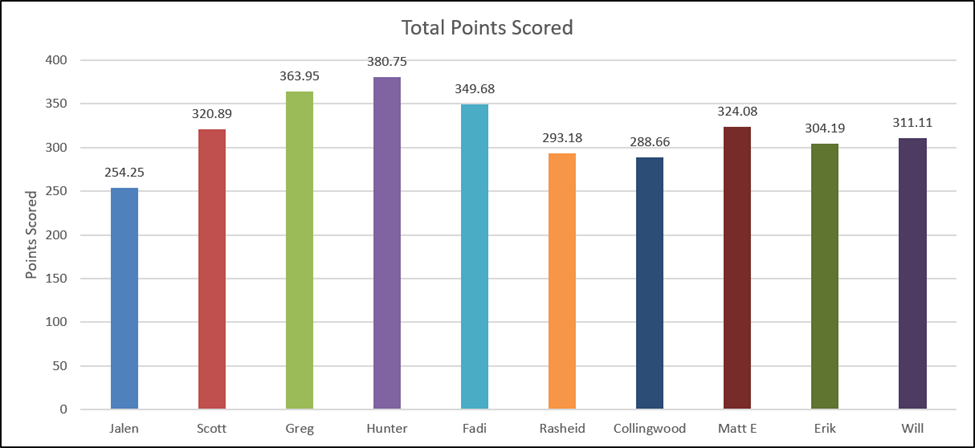 Total Points Scored
Points Scored
400
350
300
250
200
150
100
50
0
254.25
320.89
363.95
380.75
349.68
293.18
288.66
324.08
304.19
311.11
Jalen
Scott
Greg
Hunter
Fadi
Rasheid
Collingwood
Matt E
Erik
Will